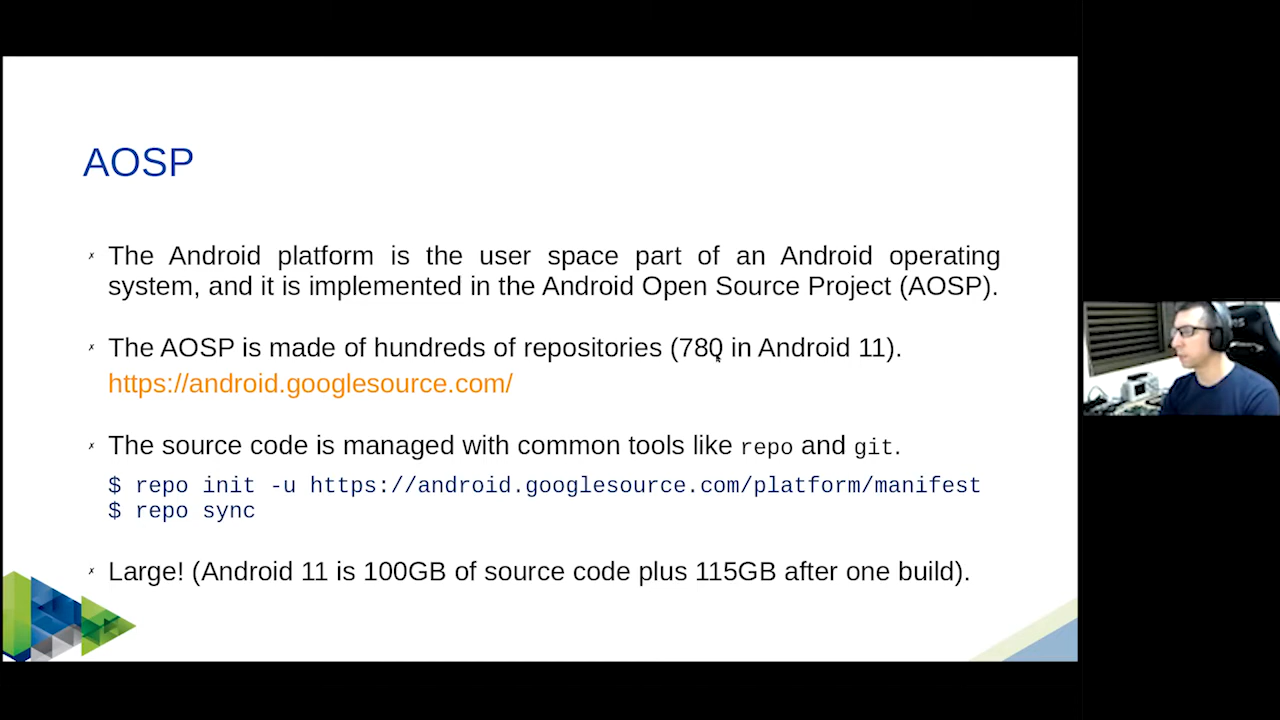 AOSP
The Android platform is the user space part of an Android operating
system, and it is implemented in the Android Open Source Project (AOSP).
The AOSP is made of hundreds of repositories (780 in Android 11).
https://android.googlesource.com/
The source code is managed with common tools like repo and git.
$ repo init -u https://android.googlesource.com/platform/manifest
$ repo sync
Large! (Android 11 is 100GB of source code plus 115GB after one build).